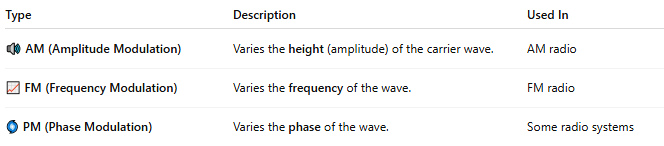 Type Description Used In
🔊 AM (Amplitude Modulation) Varies the height (amplitude) of the carrier wave. AM radio
📈 FM (Frequency Modulation) Varies the frequency of the wave. FM radio
🌀 PM (Phase Modulation) Varies the phase of the wave. Some radio systems